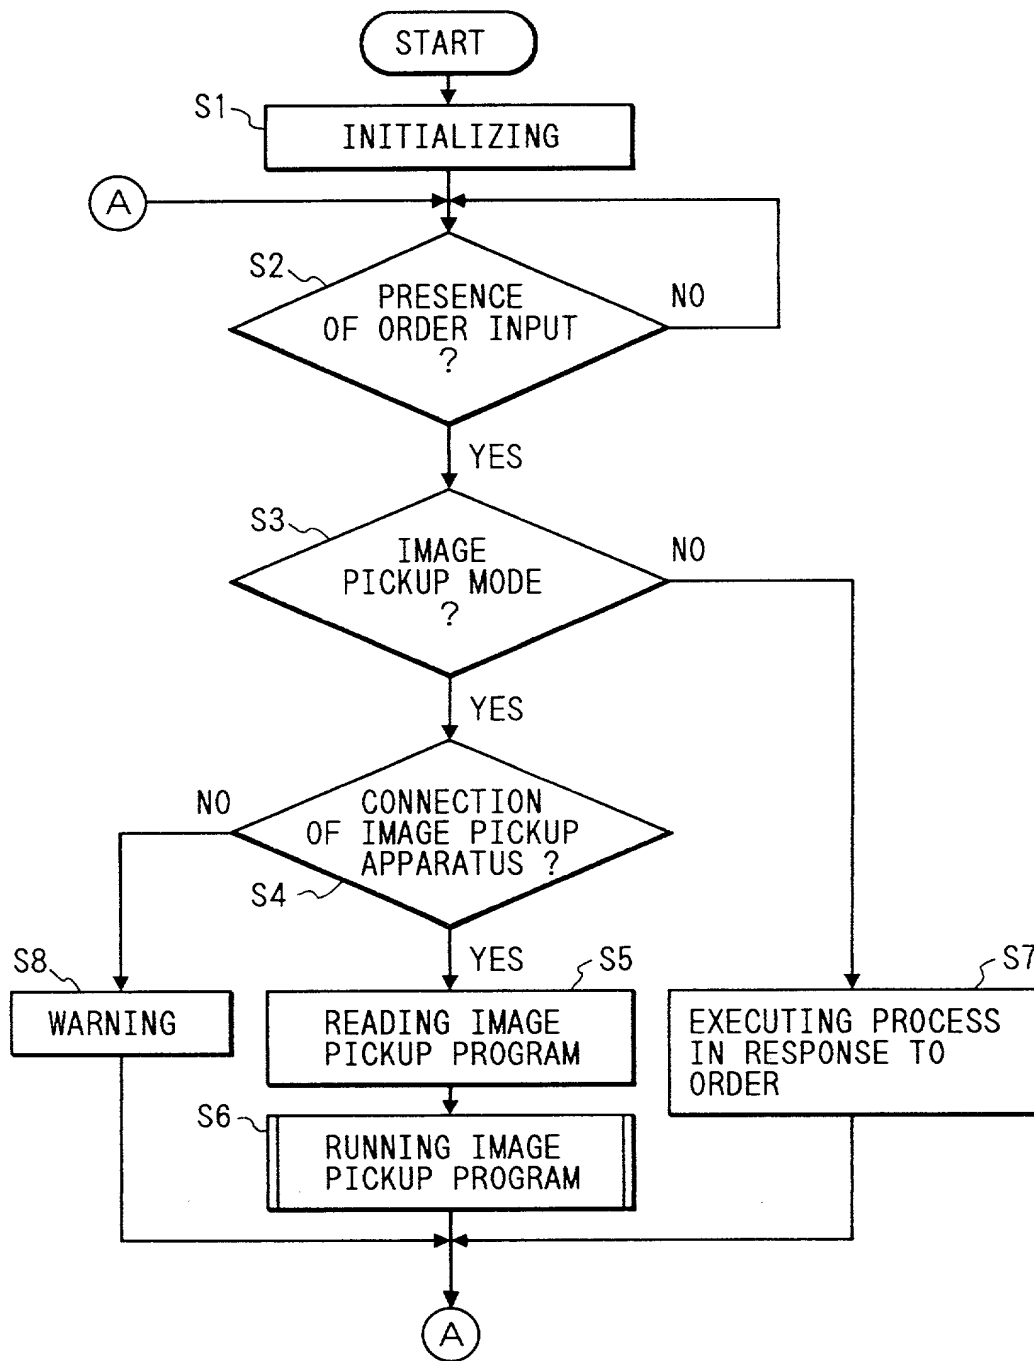 START
S1
INITIALIZING
A
S2
PRESENCE
OF ORDER INPUT
?
NO
YES
S3
IMAGE
PICKUP MODE
?
NO
YES
CONNECTION
OF IMAGE PICKUP
APPARATUS ?
NO
S4
YES
S8
WARNING
S5
READING IMAGE
PICKUP PROGRAM
S7
EXECUTING PROCESS
IN RESPONSE TO
ORDER
S6
RUNNING IMAGE
PICKUP PROGRAM
A